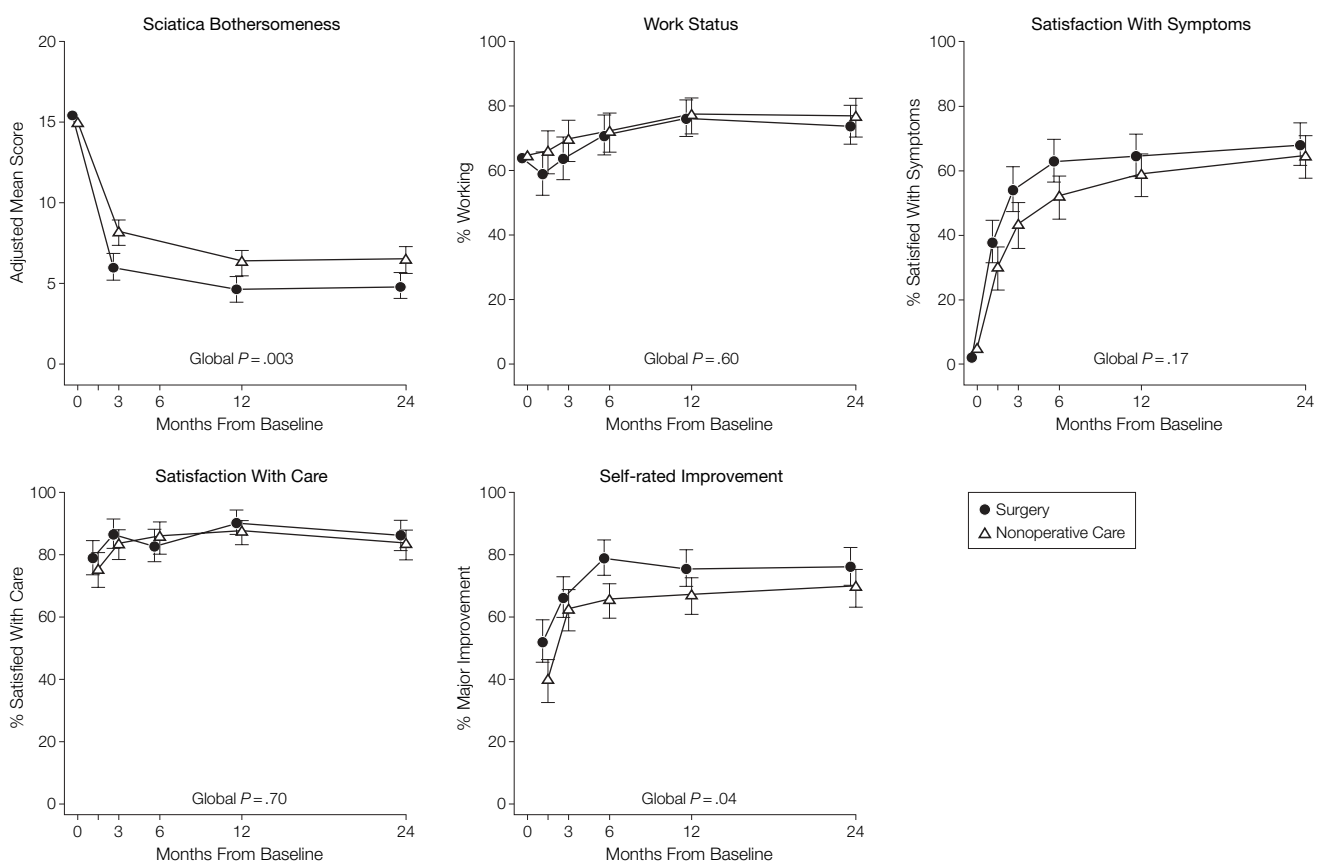 Sciatica Bothersomeness
20
15
10
5
0
Adjusted Mean Score
Global P = .003
0 3 6 12 24
Months From Baseline
Work Status
100
80
60
40
20
0
% Working
Global P = .60
0 3 6 12 24
Months From Baseline
Satisfaction With Symptoms
100
80
60
40
20
0
% Satisfied With Symptoms
Global P = .17
0 3 6 12 24
Months From Baseline
Satisfaction With Care
100
80
60
40
20
0
% Satisfied With Care
Global P = .70
0 3 6 12 24
Months From Baseline
Self-rated Improvement
100
80
60
40
20
0
% Major Improvement
Global P = .04
0 3 6 12 24
Months From Baseline
Surgery
Nonoperative Care